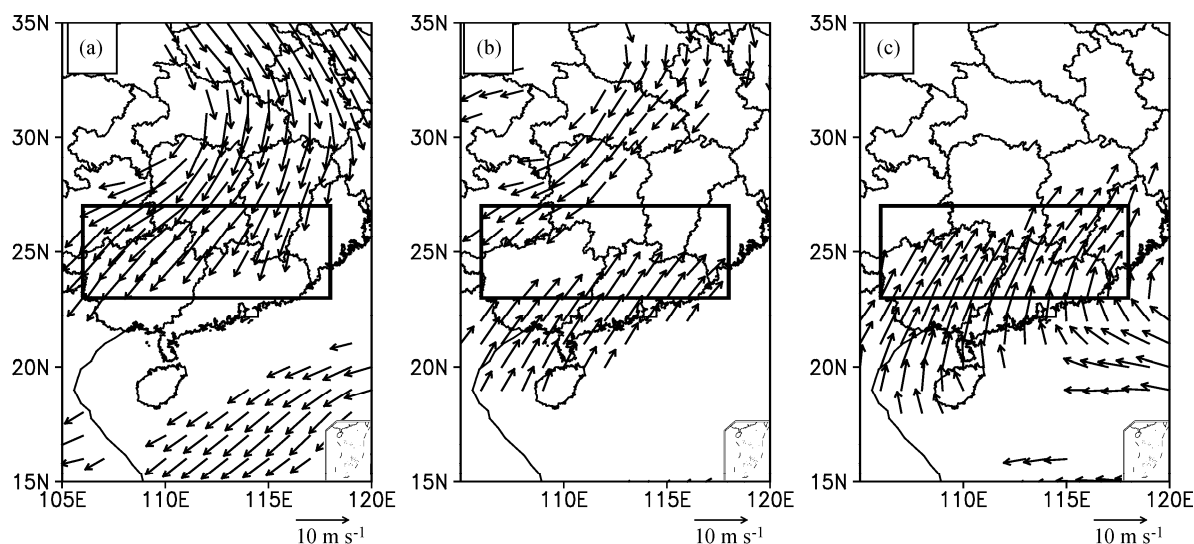 (a)
(b)
(c)
35N
30N
25N
20N
15N
35N
30N
25N
20N
15N
35N
30N
25N
20N
15N
105E
110E
115E
120E
110E
115E
120E
110E
115E
120E
10 m s-1
10 m s-1
10 m s-1